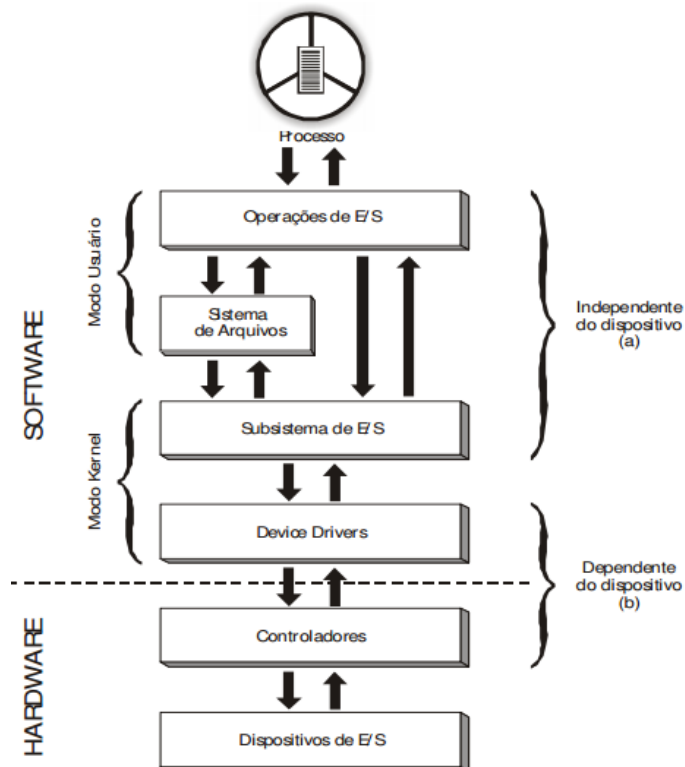 Processo
Operações de E/S
Modo Usuário
Sistema
de Arquivos
Independente
do dispositivo
(a)
SOFTWARE
Subsistema de E/S
Modo Kernel
Device Drivers
Dependente
do dispositivo
(b)
Controladores
HARDWARE
Dispositivos de E/S